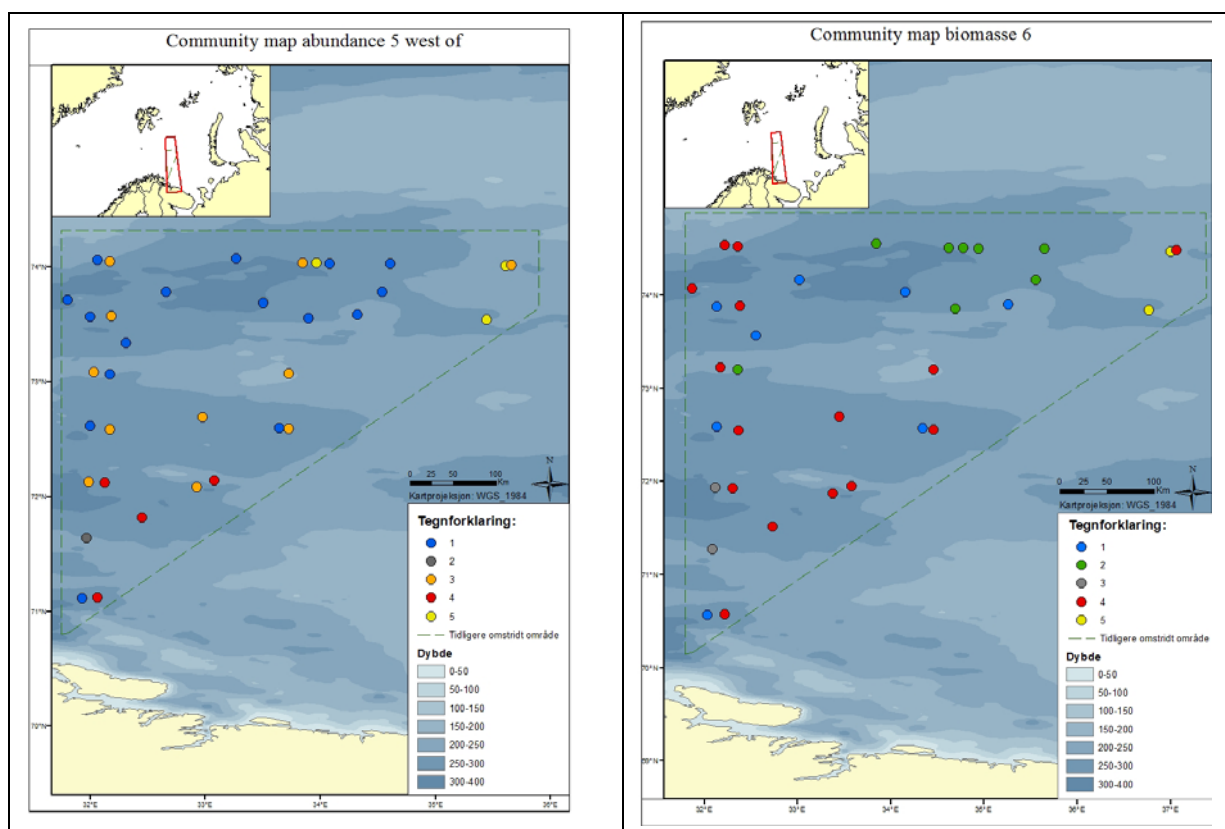 Community map abundance 5 west of
74°N
73°N
72°N
71°N
70°N
N
0 25 50 100
Km
Kartprojeksjon: WGS_1984
Tegnforklaring:
1
2
3
4
5
Tidligere omstridt område
Dybde
0-50
50-100
100-150
150-200
200-250
250-300
300-400
32°E 33°E 34°E 35°E 36°E
Community map biomasse 6
74°N
73°N
72°N
71°N
70°N
69°N
N
0 25 50 100
Km
Kartprojeksjon: WGS_1984
Tegnforklaring:
1
2
3
4
5
Tidligere omstridt område
Dybde
0-50
50-100
100-150
150-200
200-250
250-300
300-400
32°E 33°E 34°E 35°E 36°E 37°E